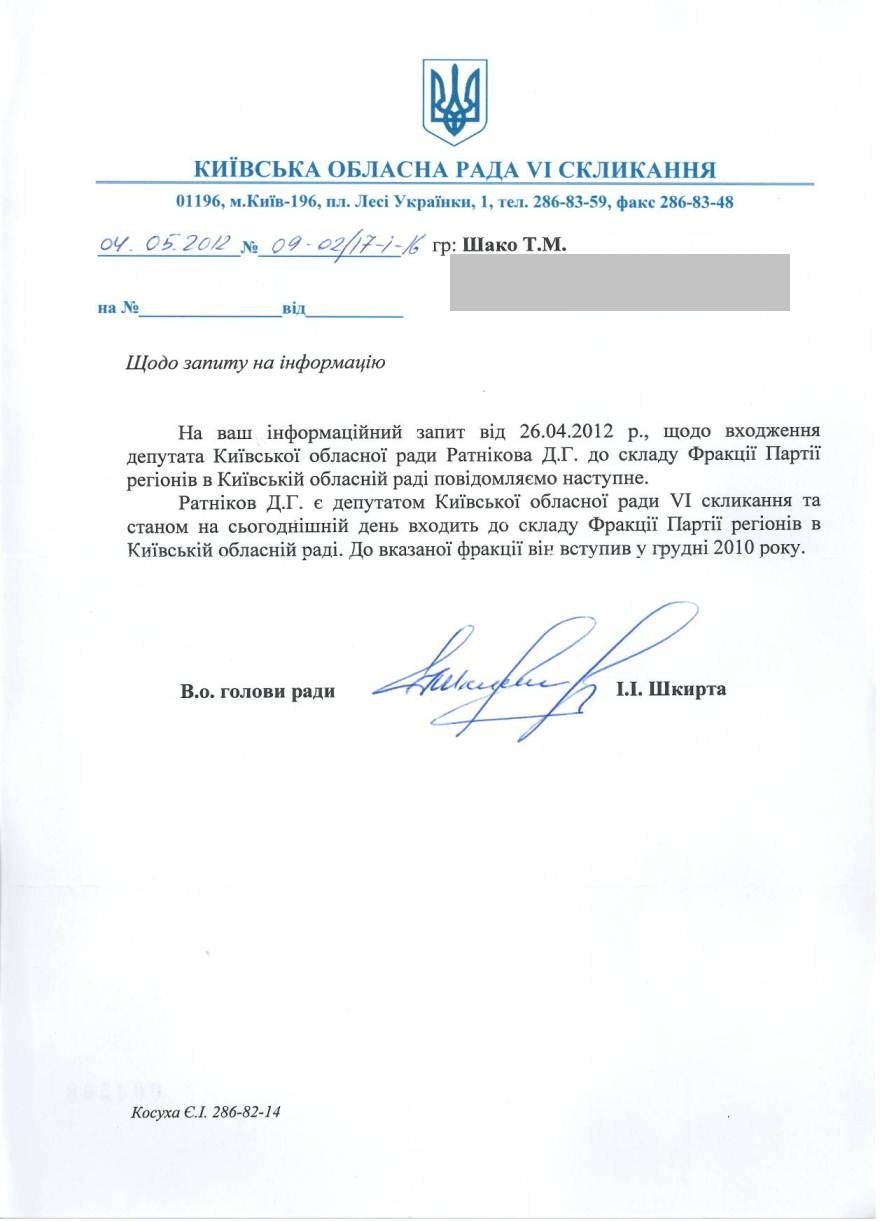 КИЇВСЬКА ОБЛАСНА РАДА VI СКЛИКАННЯ
01196, м.Київ-196, пл. Лесі Українки, 1, тел. 286-83-59, факс 286-83-48
04.05.2012 № 09-02/17-і-16 гр: Шако Т.М.
на № від
Щодо запиту на інформацію
На ваш інформаційний запит від 26.04.2012 р., щодо входження
депутата Київської обласної ради Ратнікова Д.Г. до складу Фракції Партії
регіонів в Київській обласній раді повідомляємо наступне.
Ратніков Д.Г. є депутатом Київської обласної ради VI скликання та
станом на сьогоднішній день входить до складу Фракції Партії регіонів в
Київській обласній раді. До вказаної фракції він вступив у грудні 2010 року.
В.о. голови ради І.І. Шкирта
Косуха Є.І. 286-82-14